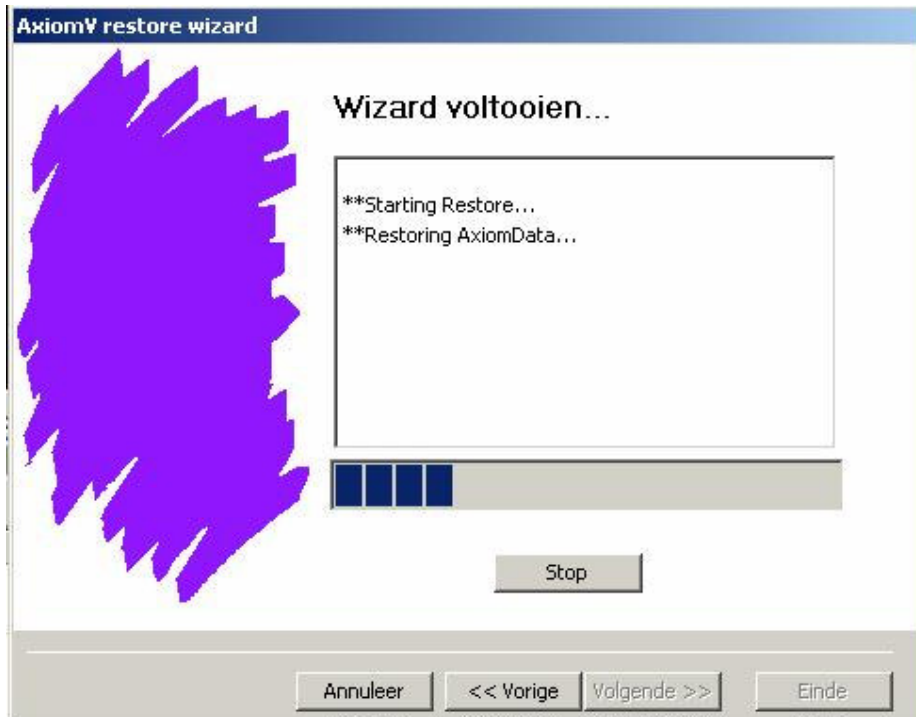 AxiomV restore wizard
Wizard voltooien...
**Starting Restore...
**Restoring AxiomData...
Stop
Annuleer
<< Vorige
Volgende >>
Einde